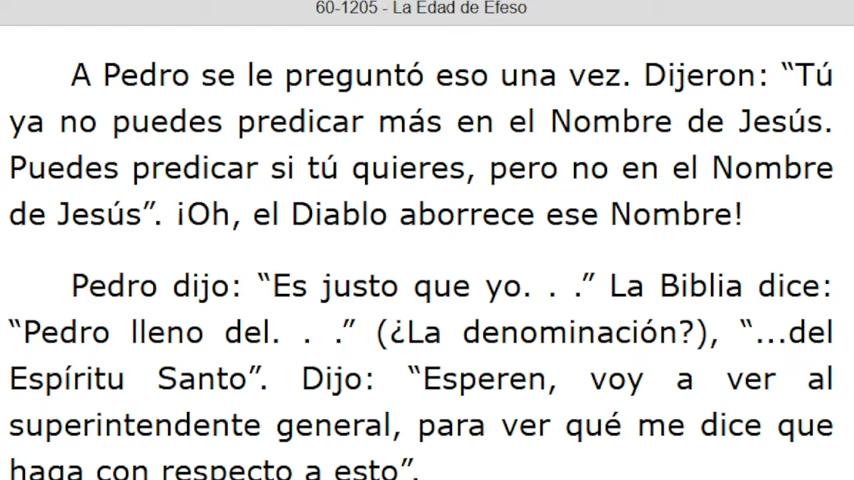 60-1205 - La Edad de Efeso
A Pedro se le preguntó eso una vez. Dijeron: “Tú
ya no puedes predicar más en el Nombre de Jesús.
Puedes predicar si tú quieres, pero no en el Nombre
de Jesús”. ¡Oh, el Diablo aborrece ese Nombre!
Pedro dijo: “Es justo que yo. . .” La Biblia dice:
“Pedro lleno del. . .” (¿La denominación?), “...del
Espíritu Santo”. Dijo: “Esperen, voy a ver al
superintendente general, para ver qué me dice que
haga con respecto a esto”.